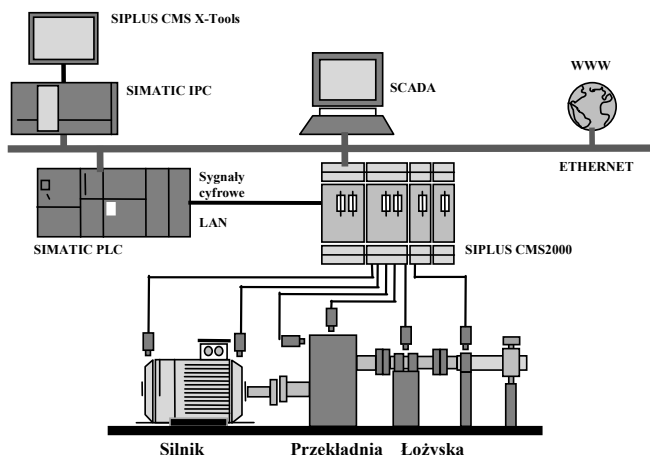 SIPLUS CMS X-Tools
SIMATIC IPC
SCADA
WWW
ETHERNET
Sygnały
cyfrowe
LAN
SIMATIC PLC
SIPLUS CMS2000
Silnik
Przekładnia
Łożyska